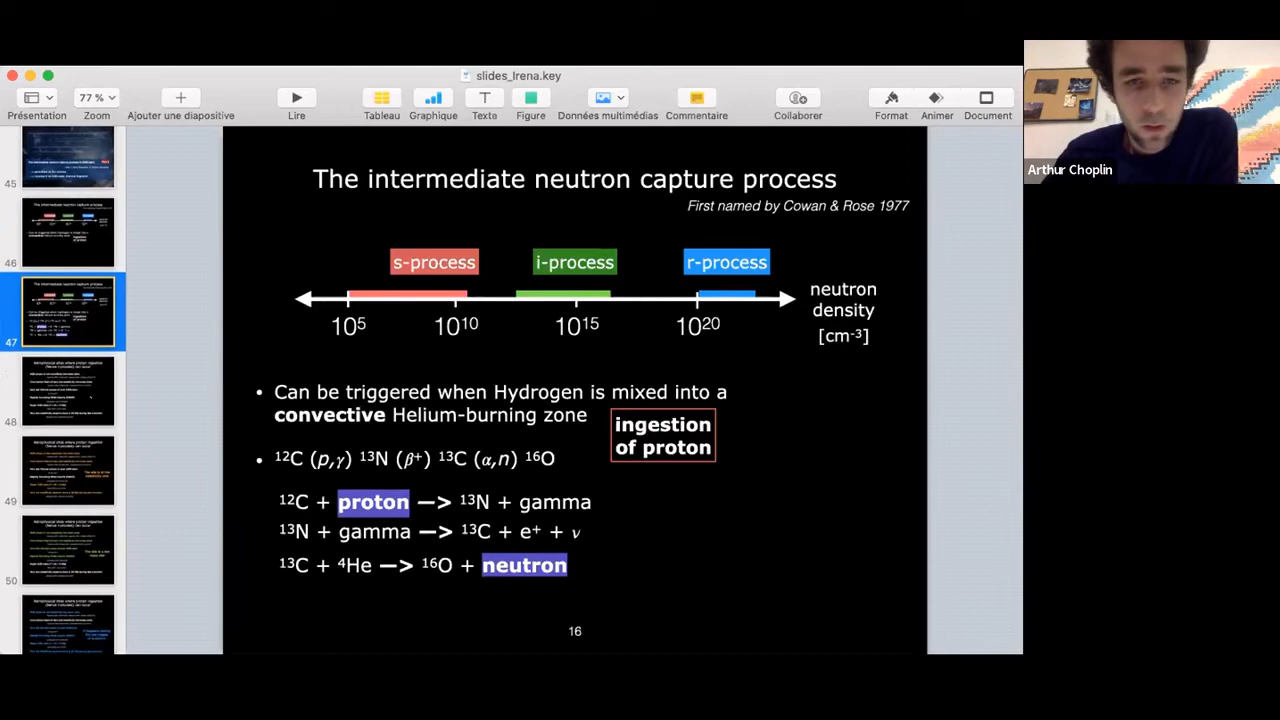 slides_Irena.key
77 %
Présentation
Zoom
Ajouter une diapositive
Lire
Tableau
Graphique
Texte
Figure
Données multimédias
Commentaire
Collaborer
Format
Animer
Document
Arthur Choplin
45
46
47
48
49
50
The intermediate neutron capture process
First named by Cowan & Rose 1977
s-process
i-process
r-process
neutron
density
[cm⁻³]
10⁵
10¹⁰
10¹⁵
10²⁰
• Can be triggered when Hydrogen is mixed into a
convective Helium-burning zone
ingestion
of proton
• ¹²C (p,γ) ¹³N (β⁺) ¹³C (α,n) ¹⁶O
¹²C + proton —> ¹³N + gamma
¹³N + gamma —> ¹³C + e⁺ + ν
¹³C + ⁴He —> ¹⁶O + neutron
16